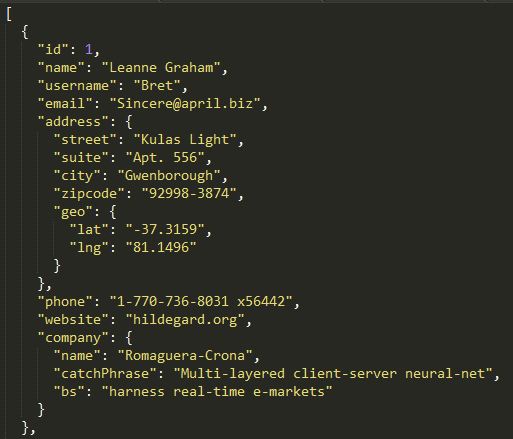 [
  {
    "id": 1,
    "name": "Leanne Graham",
    "username": "Bret",
    "email": "Sincere@april.biz",
    "address": {
      "street": "Kulas Light",
      "suite": "Apt. 556",
      "city": "Gwenborough",
      "zipcode": "92998-3874",
      "geo": {
        "lat": "-37.3159",
        "lng": "81.1496"
      }
    },
    "phone": "1-770-736-8031 x56442",
    "website": "hildegard.org",
    "company": {
      "name": "Romaguera-Crona",
      "catchPhrase": "Multi-layered client-server neural-net",
      "bs": "harness real-time e-markets"
    }
  },